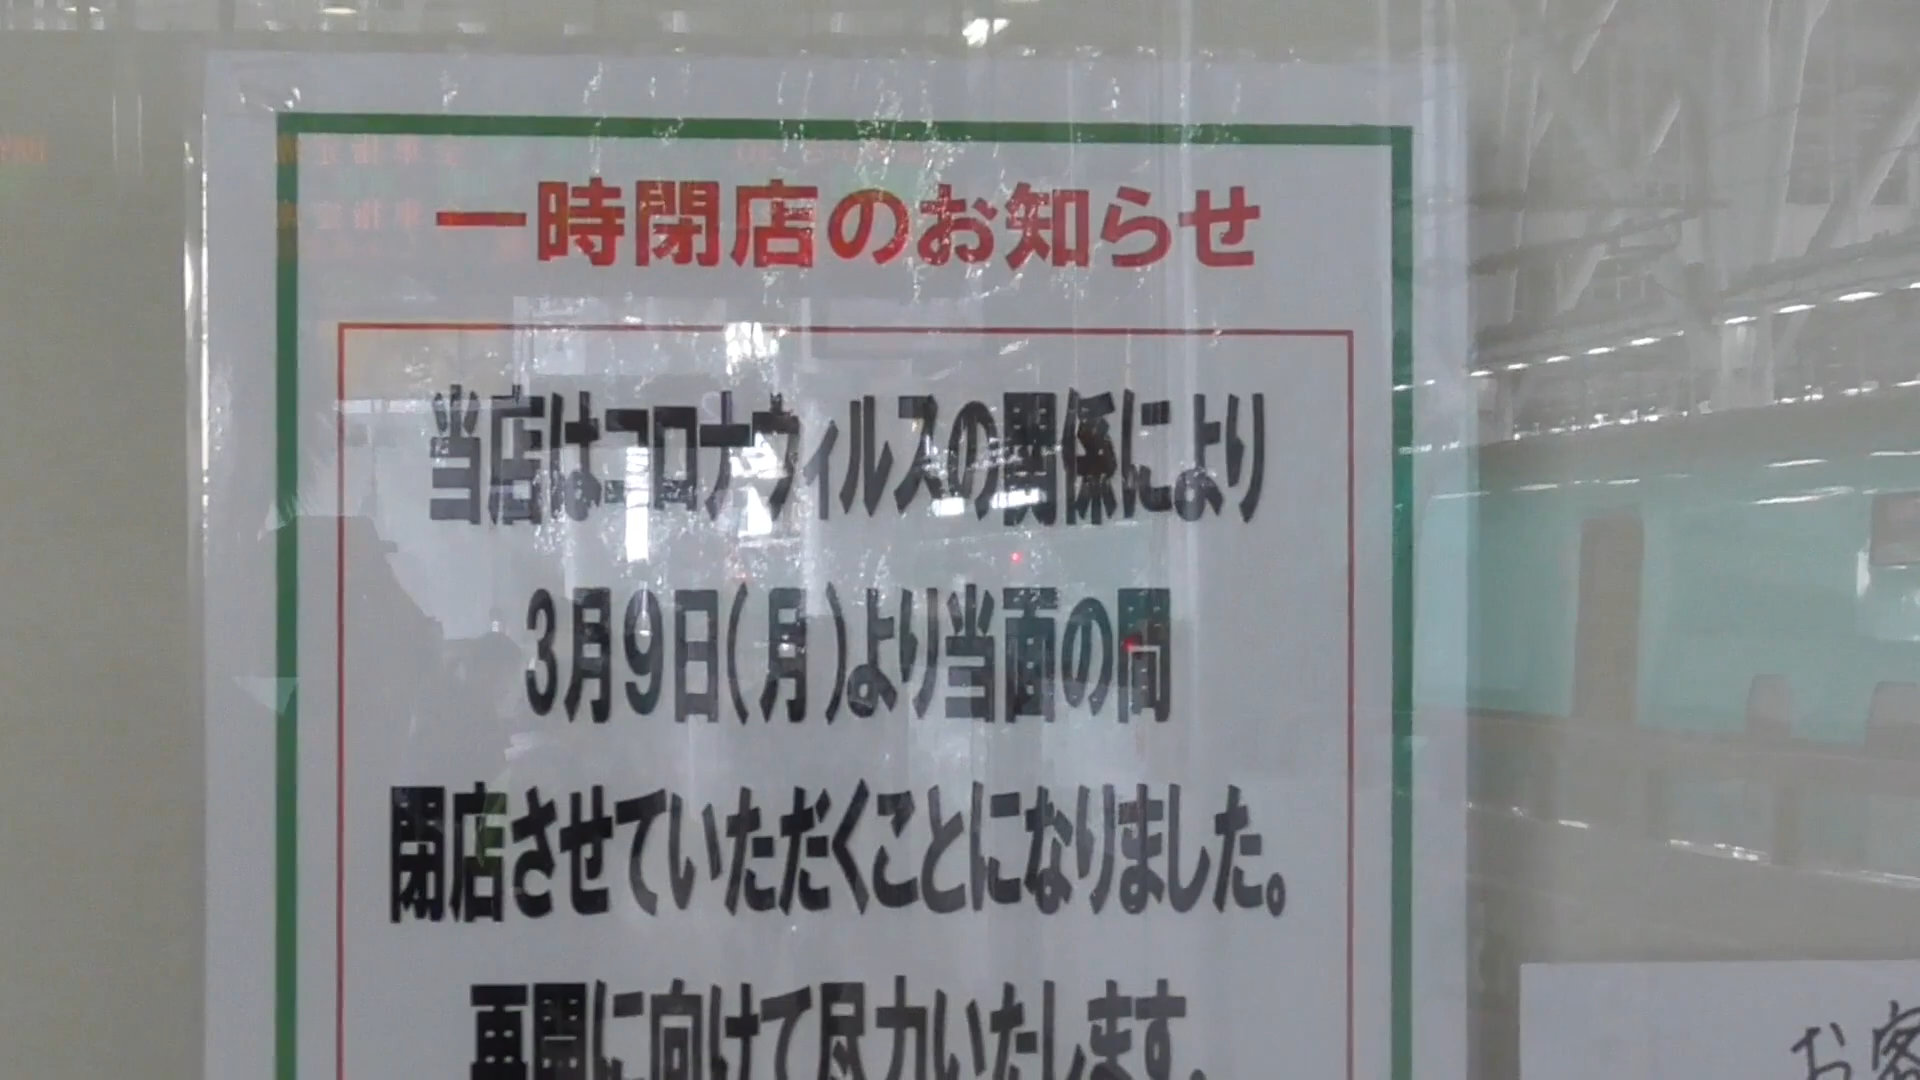 一時閉店のお知らせ
当店はコロナウィルスの関係により
3月9日(月)より当面の間
閉店させていただくことになりました。
再開に向けて尽力いたします。
お客